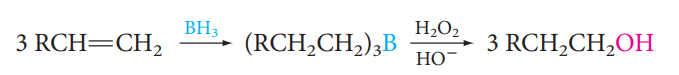 3 RCH=CH₂ BH₃ (RCH₂CH₂)₃B H₂O₂ HO⁻ 3 RCH₂CH₂OH